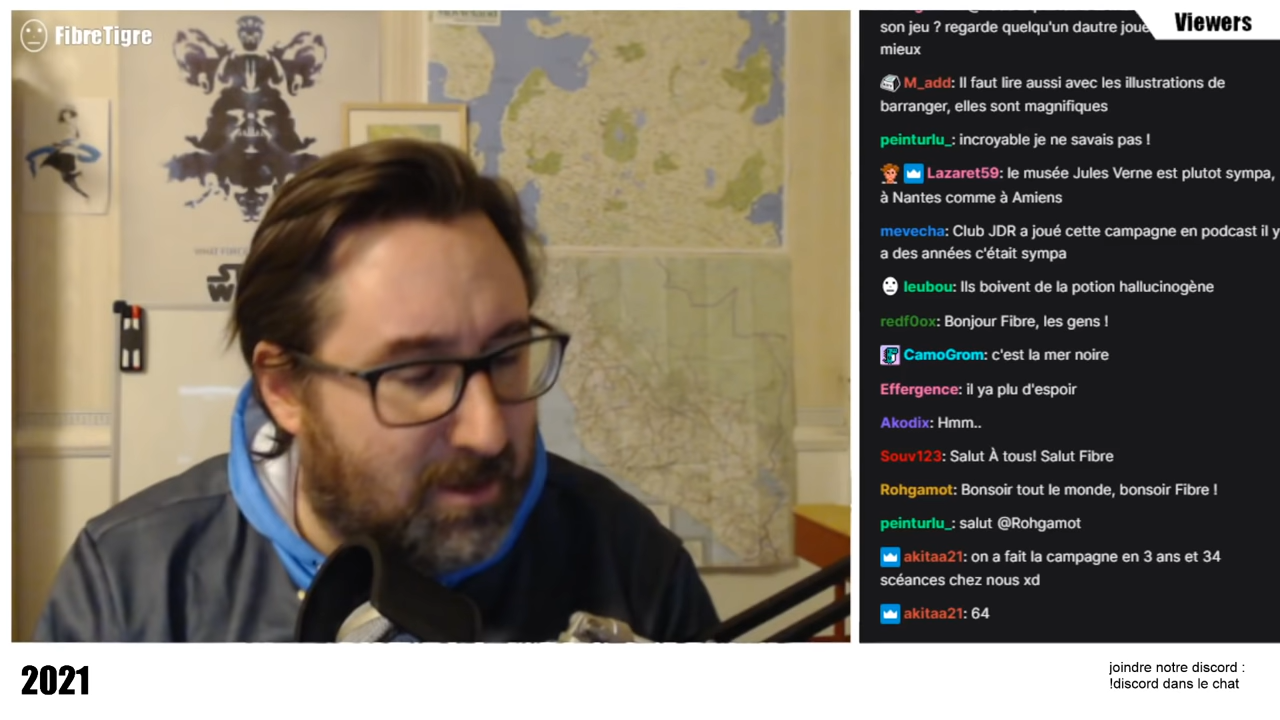 FibreTigre
Viewers
son jeu ? regarde quelqu'un dautre joue
mieux
M_add: Il faut lire aussi avec les illustrations de
barranger, elles sont magnifiques
peinturlu_: incroyable je ne savais pas !
Lazaret59: le musée Jules Verne est plutot sympa,
à Nantes comme à Amiens
mevecha: Club JDR a joué cette campagne en podcast il y
a des années c'était sympa
leubou: Ils boivent de la potion hallucinogène
redf0ox: Bonjour Fibre, les gens !
CamoGrom: c'est la mer noire
Effergence: il ya plu d'espoir
Akodix: Hmm..
Souv123: Salut À tous! Salut Fibre
Rohgamot: Bonsoir tout le monde, bonsoir Fibre !
peinturlu_: salut @Rohgamot
akitaa21: on a fait la campagne en 3 ans et 34
scéances chez nous xd
akitaa21: 64
2021
joindre notre discord :
!discord dans le chat